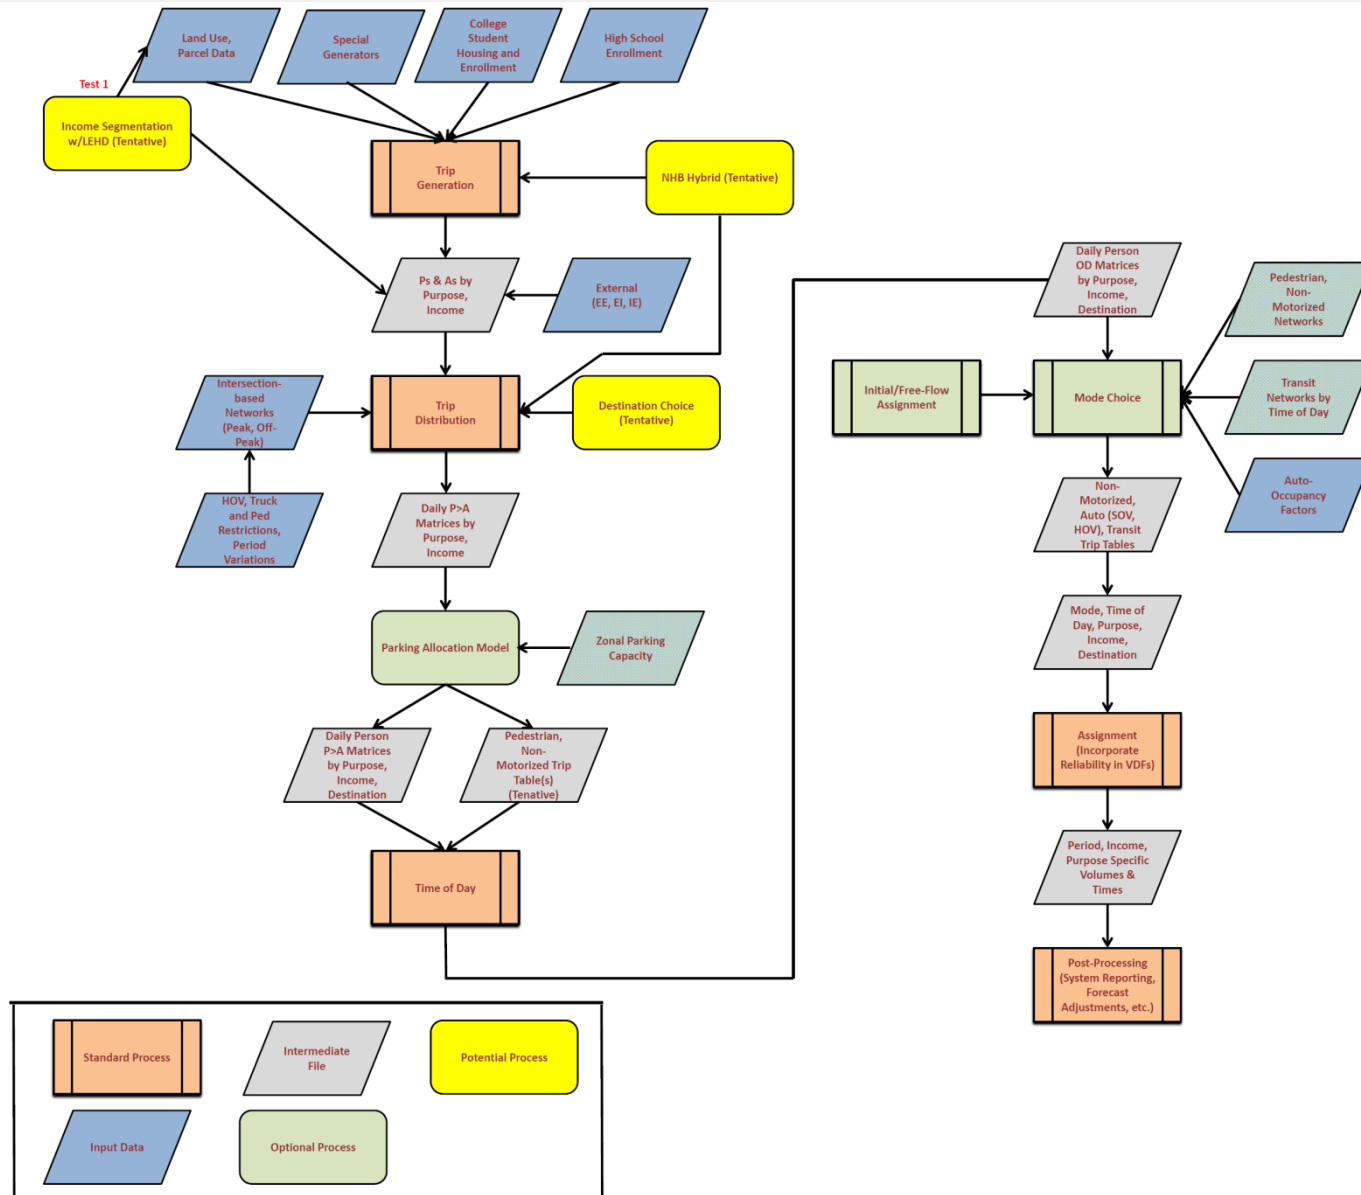 Land Use,
Parcel Data
Special
Generators
College
Student
Housing and
Enrollment
High School
Enrollment
Test 1
Income Segmentation
w/LEHD (Tentative)
Trip
Generation
NHB Hybrid (Tentative)
Ps & As by
Purpose,
Income
External
(EE, EI, IE)
Intersection-
based
Networks
(Peak, Off-
Peak)
Trip
Distribution
Destination Choice
(Tentative)
HOV, Truck
and Ped
Restrictions,
Period
Variations
Daily P>A
Matrices by
Purpose,
Income
Parking Allocation Model
Zonal Parking
Capacity
Daily Person
P>A Matrices
by Purpose,
Income,
Destination
Pedestrian,
Non-
Motorized Trip
Table(s)
(Tenative)
Time of Day
Daily Person
OD Matrices
by Purpose,
Income,
Destination
Pedestrian,
Non-
Motorized
Networks
Initial/Free-Flow
Assignment
Mode Choice
Transit
Networks by
Time of Day
Non-
Motorized,
Auto (SOV,
HOV), Transit
Trip Tables
Auto-
Occupancy
Factors
Mode, Time of
Day, Purpose,
Income,
Destination
Assignment
(Incorporate
Reliability in VDFs)
Period, Income,
Purpose Specific
Volumes &
Times
Post-Processing
(System Reporting,
Forecast
Adjustments, etc.)
Standard Process
Intermediate
File
Potential Process
Input Data
Optional Process